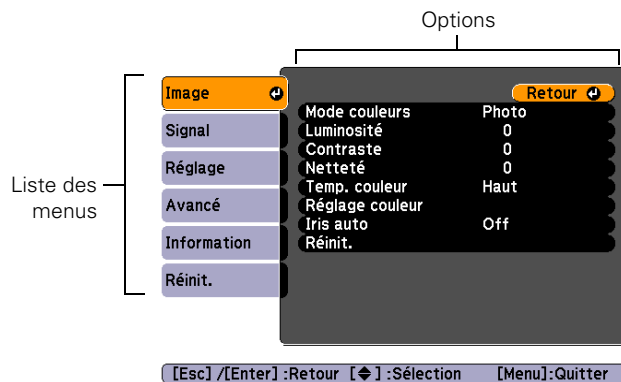 Options
Liste des
menus
Image
Signal
Réglage
Avancé
Information
Réinit.
Retour
Mode couleurs Photo
Luminosité 0
Contraste 0
Netteté 0
Temp. couleur Haut
Réglage couleur
Iris auto Off
Réinit.
[Esc] /[Enter] :Retour [◆] :Sélection [Menu]:Quitter